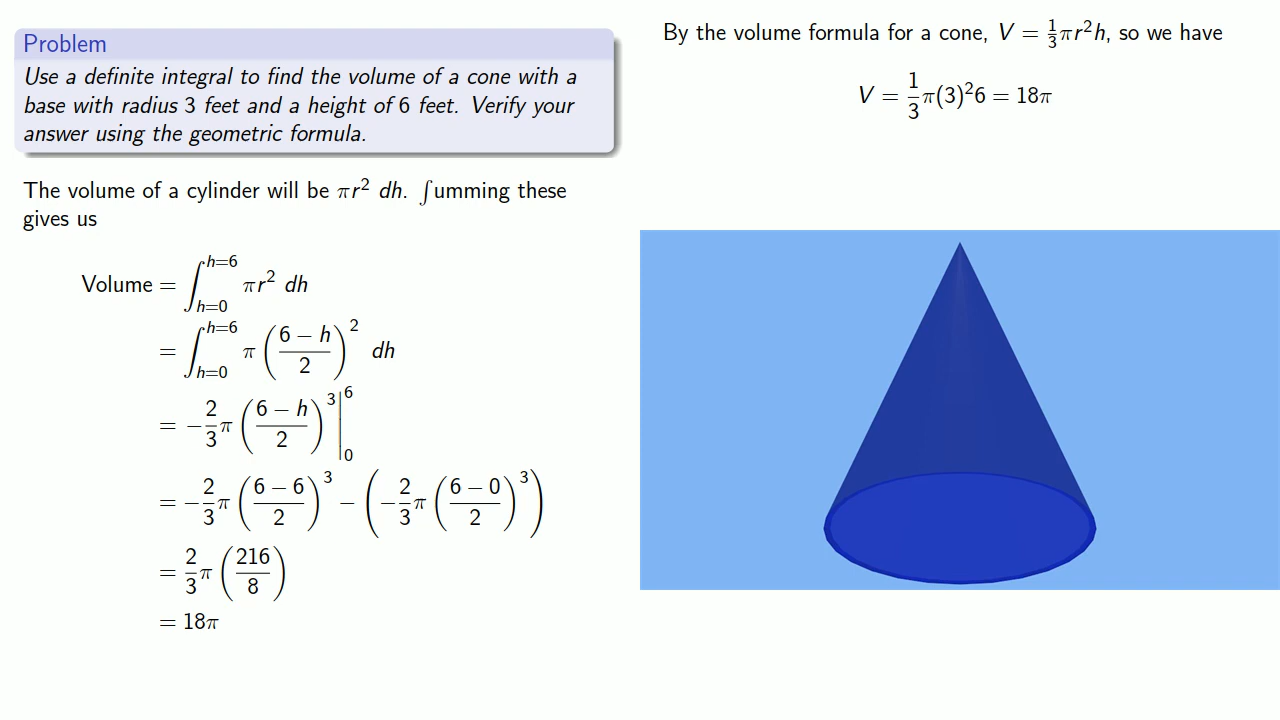 Problem
Use a definite integral to find the volume of a cone with a
base with radius 3 feet and a height of 6 feet. Verify your
answer using the geometric formula.
The volume of a cylinder will be πr² dh. ∫umming these
gives us
Volume = ∫_{h=0}^{h=6} πr² dh
= ∫_{h=0}^{h=6} π ((6 − h)/2)² dh
= −(2/3)π ((6 − h)/2)³ |₀⁶
= −(2/3)π ((6 − 6)/2)³ − (−(2/3)π ((6 − 0)/2)³)
= (2/3)π (216/8)
= 18π
By the volume formula for a cone, V = ⅓πr²h, so we have
V = (1/3)π(3)²6 = 18π